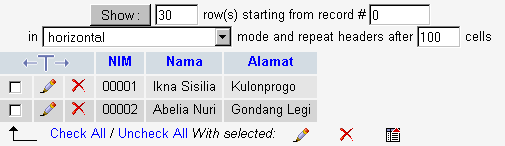 Show : 30 row(s) starting from record # 0
in horizontal mode and repeat headers after 100 cells
NIM Nama Alamat
00001 Ikna Sisilia Kulonprogo
00002 Abelia Nuri Gondang Legi
Check All / Uncheck All With selected: